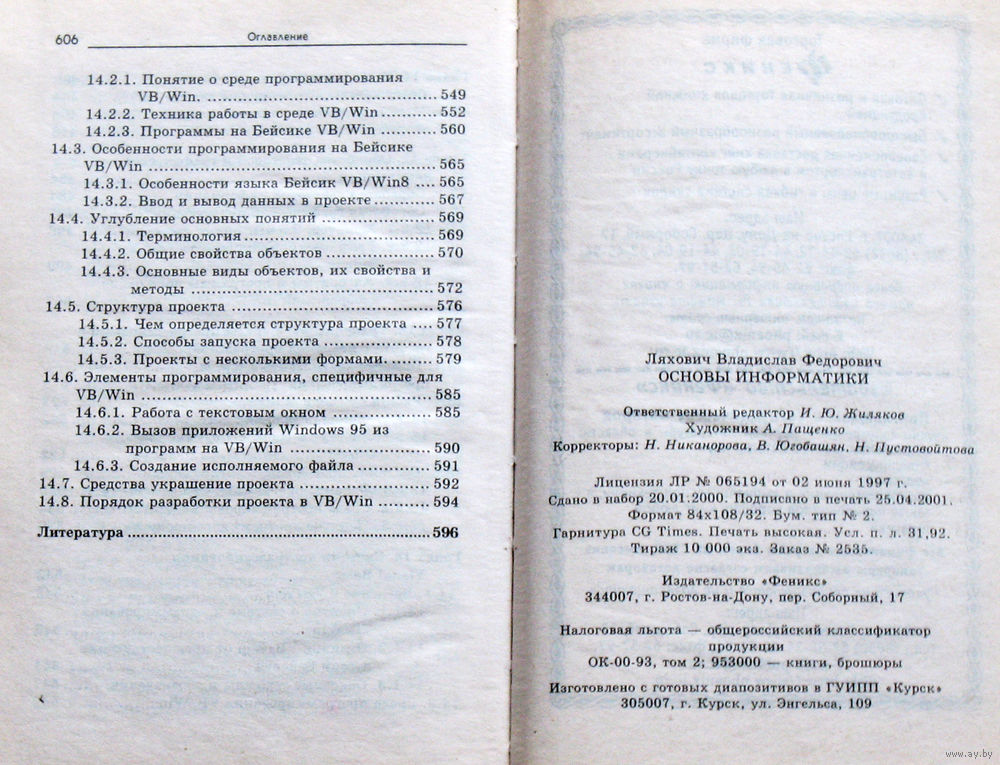 606 Оглавление
14.2.1. Понятие о среде программирования
VB/Win. .......... 549
14.2.2. Техника работы в среде VB/Win .......... 552
14.2.3. Программы на Бейсике VB/Win .......... 560
14.3. Особенности программирования на Бейсике
VB/Win .......... 565
14.3.1. Особенности языка Бейсик VB/Win8 .... 565
14.3.2. Ввод и вывод данных в проекте .......... 567
14.4. Углубление основных понятий .......... 569
14.4.1. Терминология .......... 569
14.4.2. Общие свойства объектов .......... 570
14.4.3. Основные виды объектов, их свойства и
методы .......... 572
14.5. Структура проекта .......... 576
14.5.1. Чем определяется структура проекта .... 577
14.5.2. Способы запуска проекта .......... 578
14.5.3. Проекты с несколькими формами. .......... 579
14.6. Элементы программирования, специфичные для
VB/Win .......... 585
14.6.1. Работа с текстовым окном .......... 585
14.6.2. Вызов приложений Windows 95 из
программ на VB/Win .......... 590
14.6.3. Создание исполняемого файла .......... 591
14.7. Средства украшение проекта .......... 592
14.8. Порядок разработки проекта в VB/Win .......... 594
Литература .......... 596
Ляхович Владислав Федорович
ОСНОВЫ ИНФОРМАТИКИ
Ответственный редактор И. Ю. Жиляков
Художник А. Пащенко
Корректоры: Н. Никанорова, В. Югобашян, Н. Пустовойтова
Лицензия ЛР № 065194 от 02 июня 1997 г.
Сдано в набор 20.01.2000. Подписано в печать 25.04.2001.
Формат 84x108/32. Бум. тип № 2.
Гарнитура CG Times. Печать высокая. Усл. п. л. 31,92.
Тираж 10 000 экз. Заказ № 2535.
Издательство «Феникс»
344007, г. Ростов-на-Дону, пер. Соборный, 17
Налоговая льгота — общероссийский классификатор
продукции
ОК-00-93, том 2; 953000 — книги, брошюры
Изготовлено с готовых диапозитивов в ГУИПП «Курск»
305007, г. Курск, ул. Энгельса, 109
www.ay.by